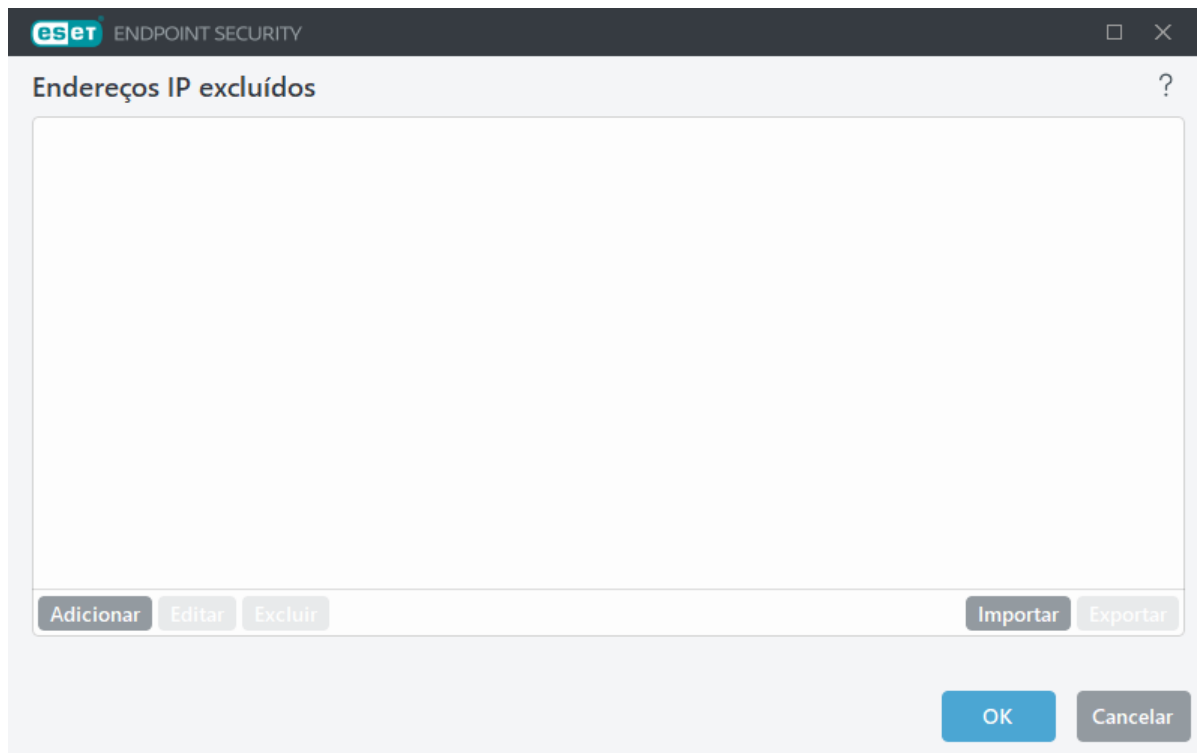 eset ENDPOINT SECURITY
Endereços IP excluídos
?
Adicionar Editar Excluir Importar Exportar
OK Cancelar